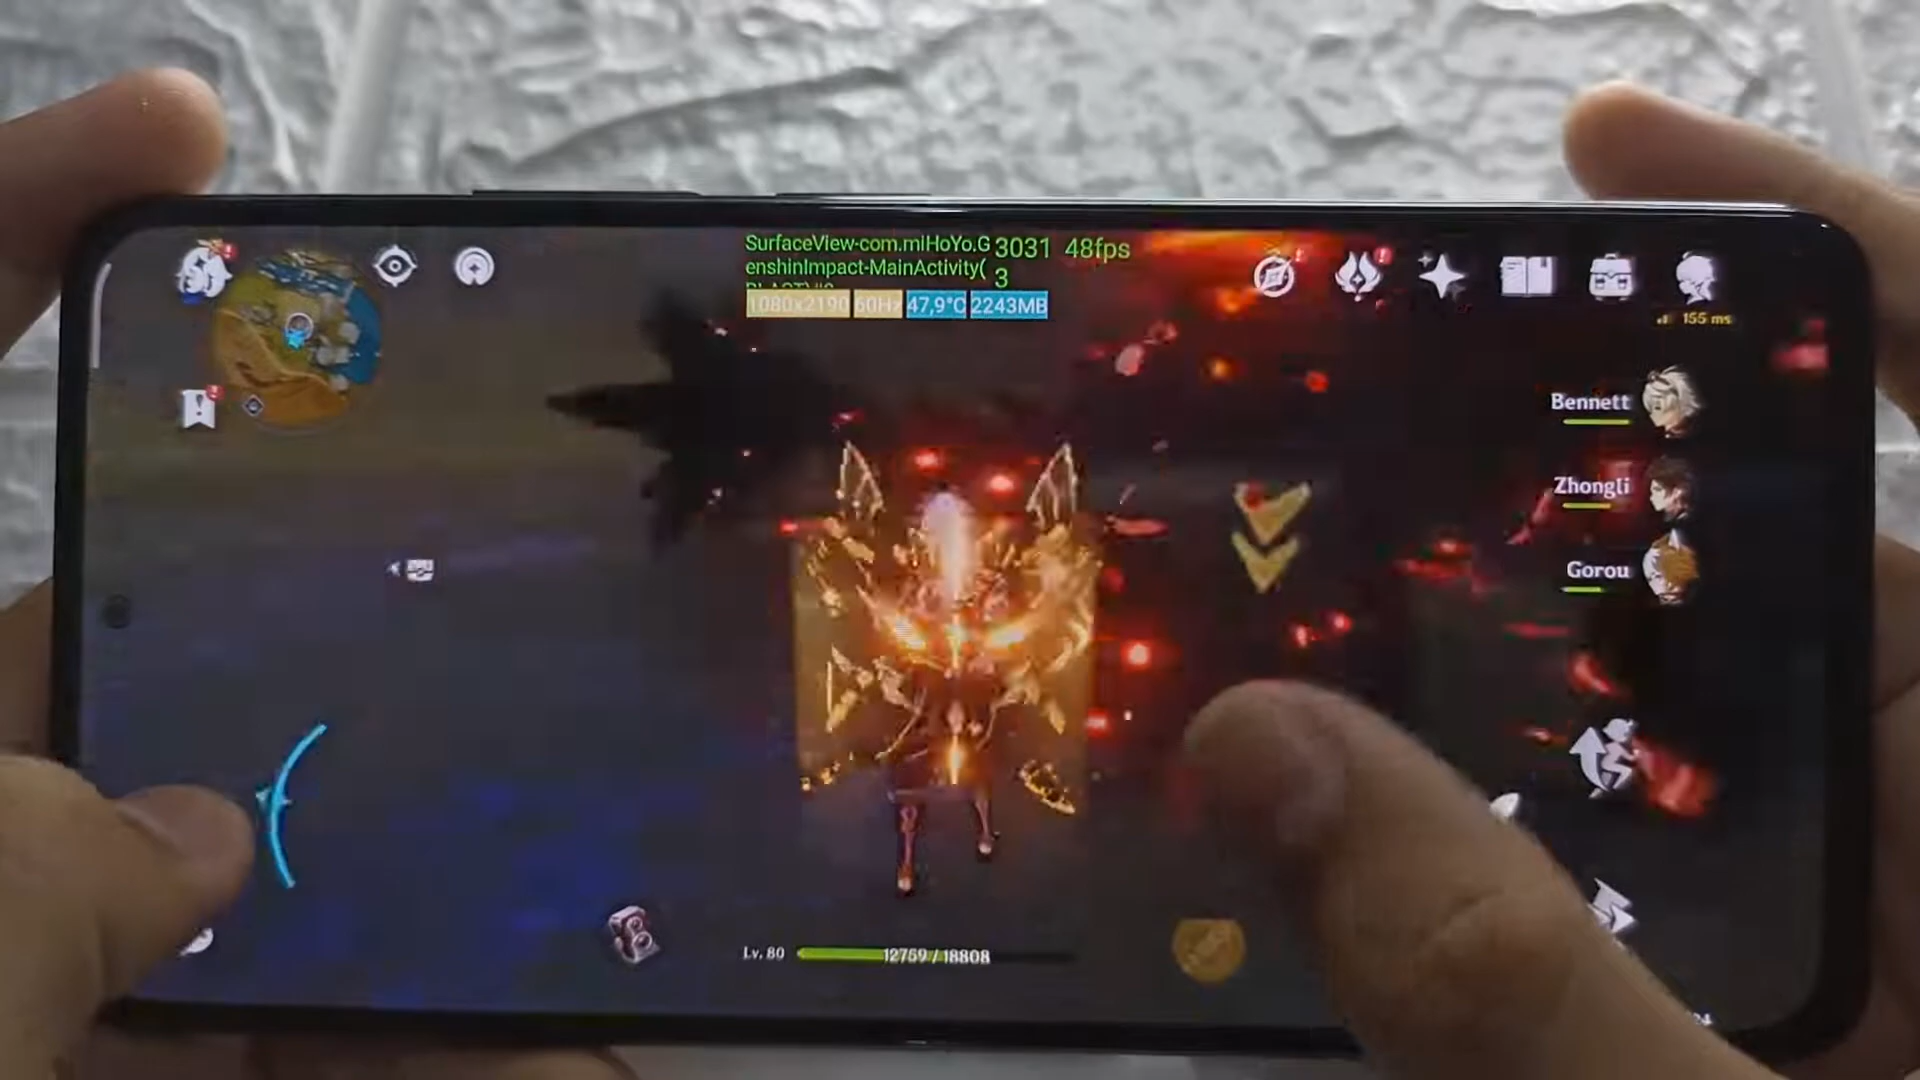 SurfaceView-com.miHoYo.G 3031 48fps
enshinImpact-MainActivity( 3
1080x2190 60Hz 47,9°C 2243MB
155 ms
Bennett
Zhongli
Gorou
Lv. 80 12759 / 18808